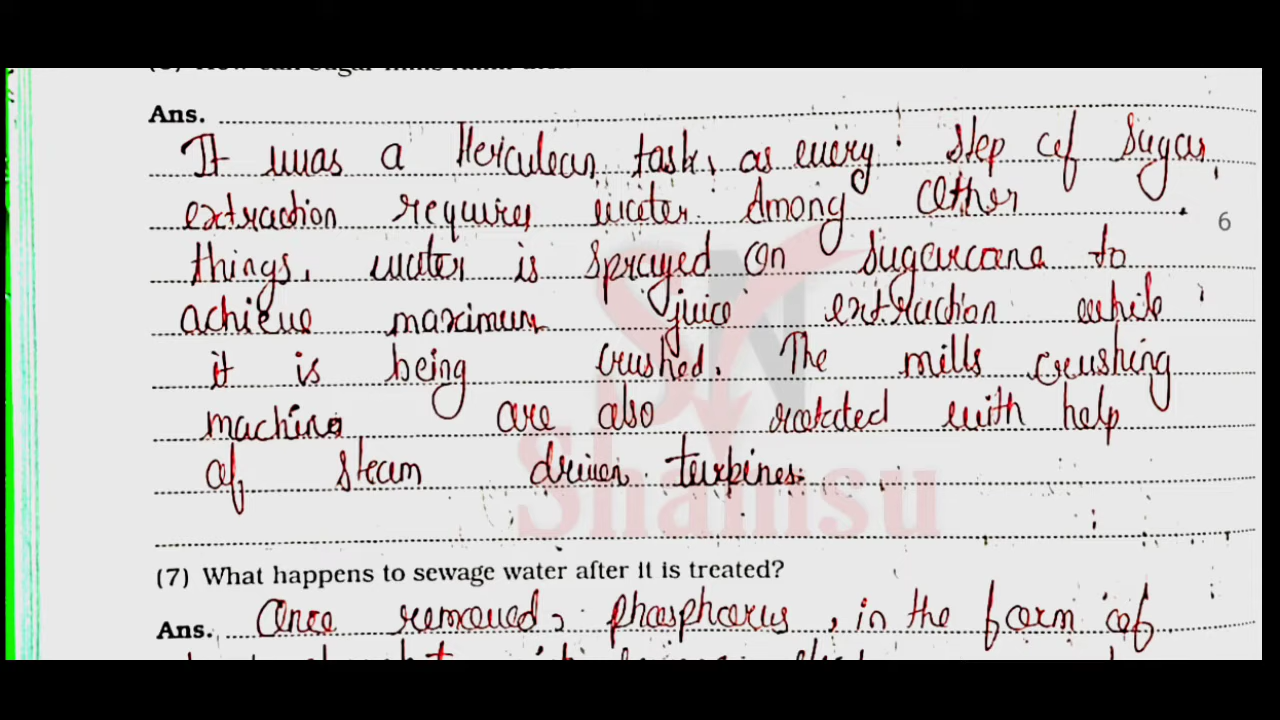 Ans.
It was a Herculean task, as every step of sugar
extraction requires water. Among other
6
things, water is sprayed on sugarcane to
achieve maximum juice extraction while
it is being crushed. The mills crushing
machine are also rotated with help
of steam driven turbines.
SN
Shamsu
(7) What happens to sewage water after it is treated?
Ans. Once removed, phosphorus, in the form of